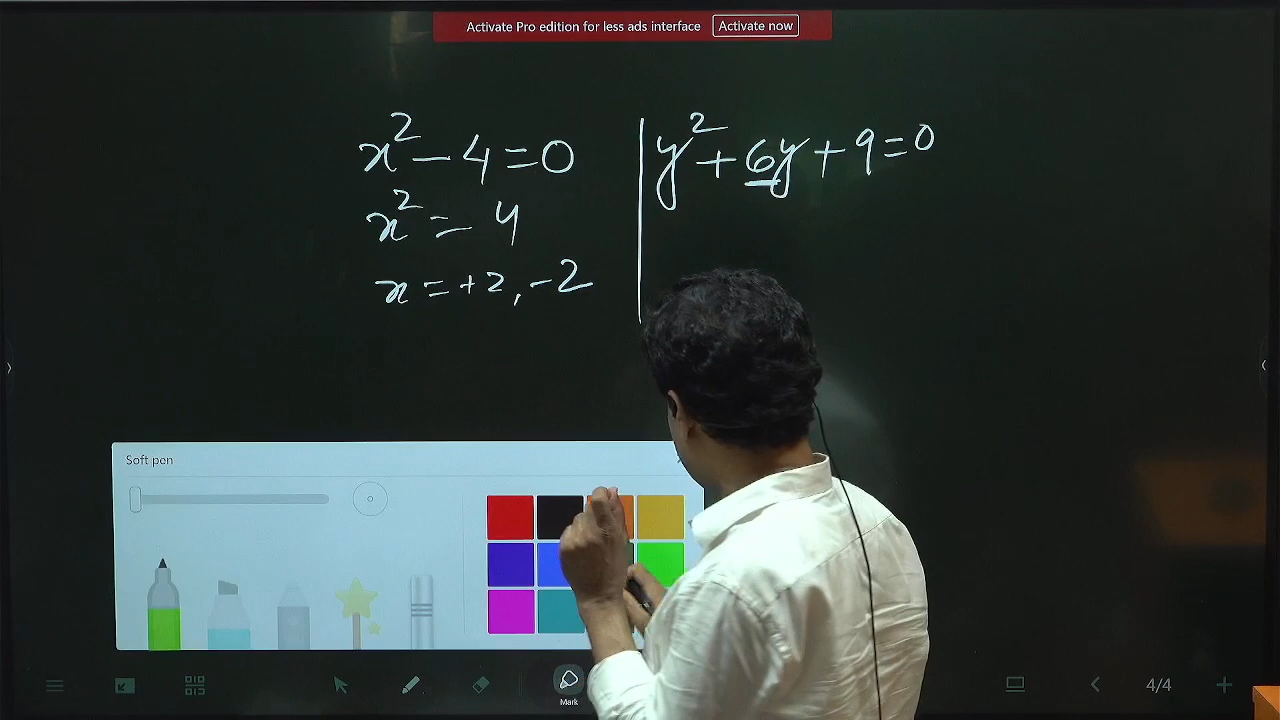 Activate Pro edition for less ads interface Activate now
x² - 4 = 0
x² = 4
x = +2, -2
y² + 6y + 9 = 0
Soft pen
Mark
4/4